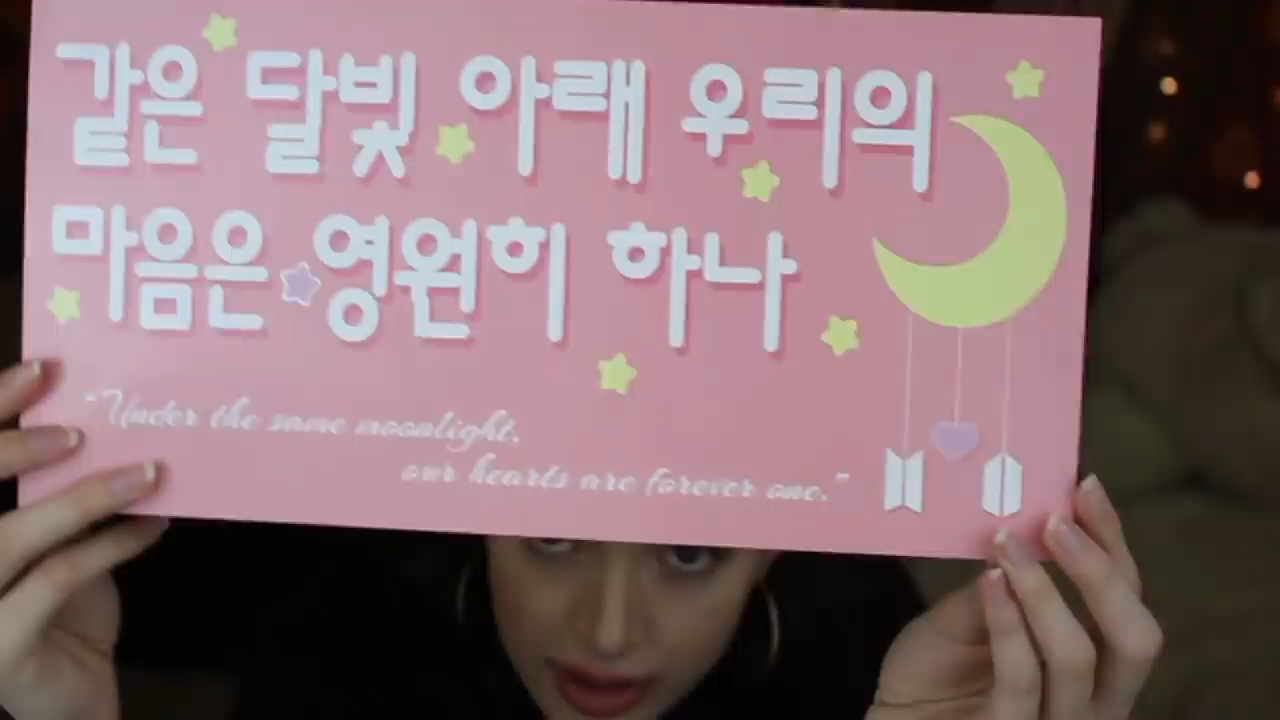 같은 달빛 아래 우리의
마음은 영원히 하나
"Under the same moonlight,
our hearts are forever one."